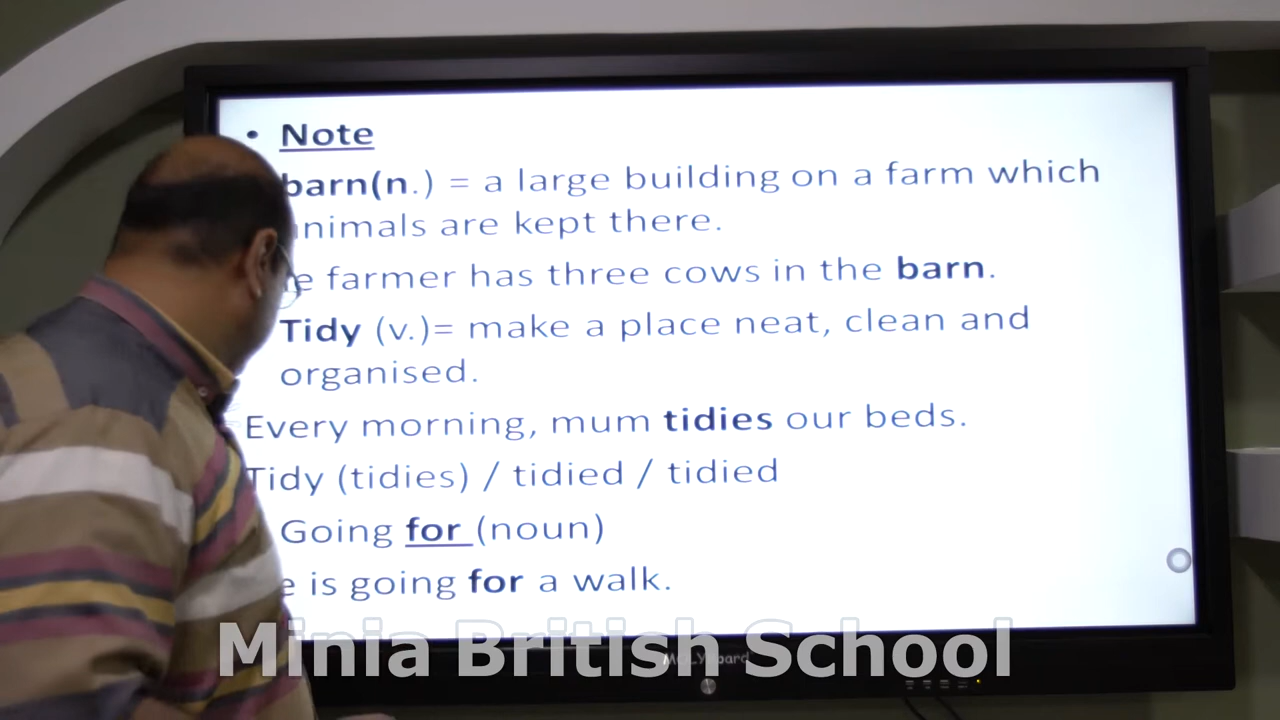 • Note
barn(n.) = a large building on a farm which
animals are kept there.
farmer has three cows in the barn.
Tidy (v.)= make a place neat, clean and
organised.
Every morning, mum tidies our beds.
Tidy (tidies) / tidied / tidied
Going for (noun)
is going for a walk.
Minia British School